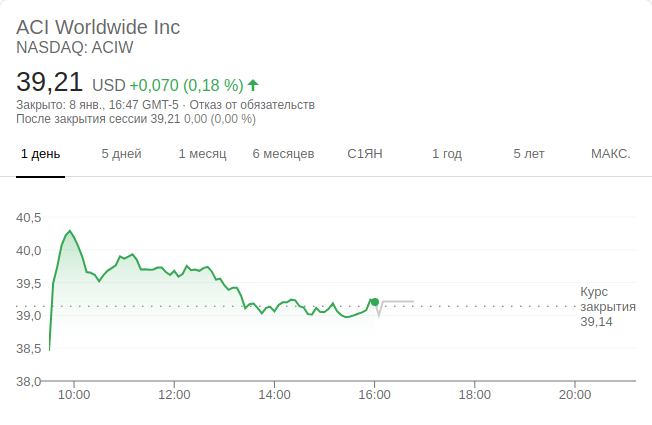 ACI Worldwide Inc
NASDAQ: ACIW
39,21 USD +0,070 (0,18 %)
Закрыто: 8 янв., 16:47 GMT-5 · Отказ от обязательств
После закрытия сессии 39,21 0,00 (0,00 %)
1 день 5 дней 1 месяц 6 месяцев С1ЯН 1 год 5 лет МАКС.
40,5
40,0
39,5
39,0
38,5
38,0
Курс
закрытия
39,14
10:00 12:00 14:00 16:00 18:00 20:00